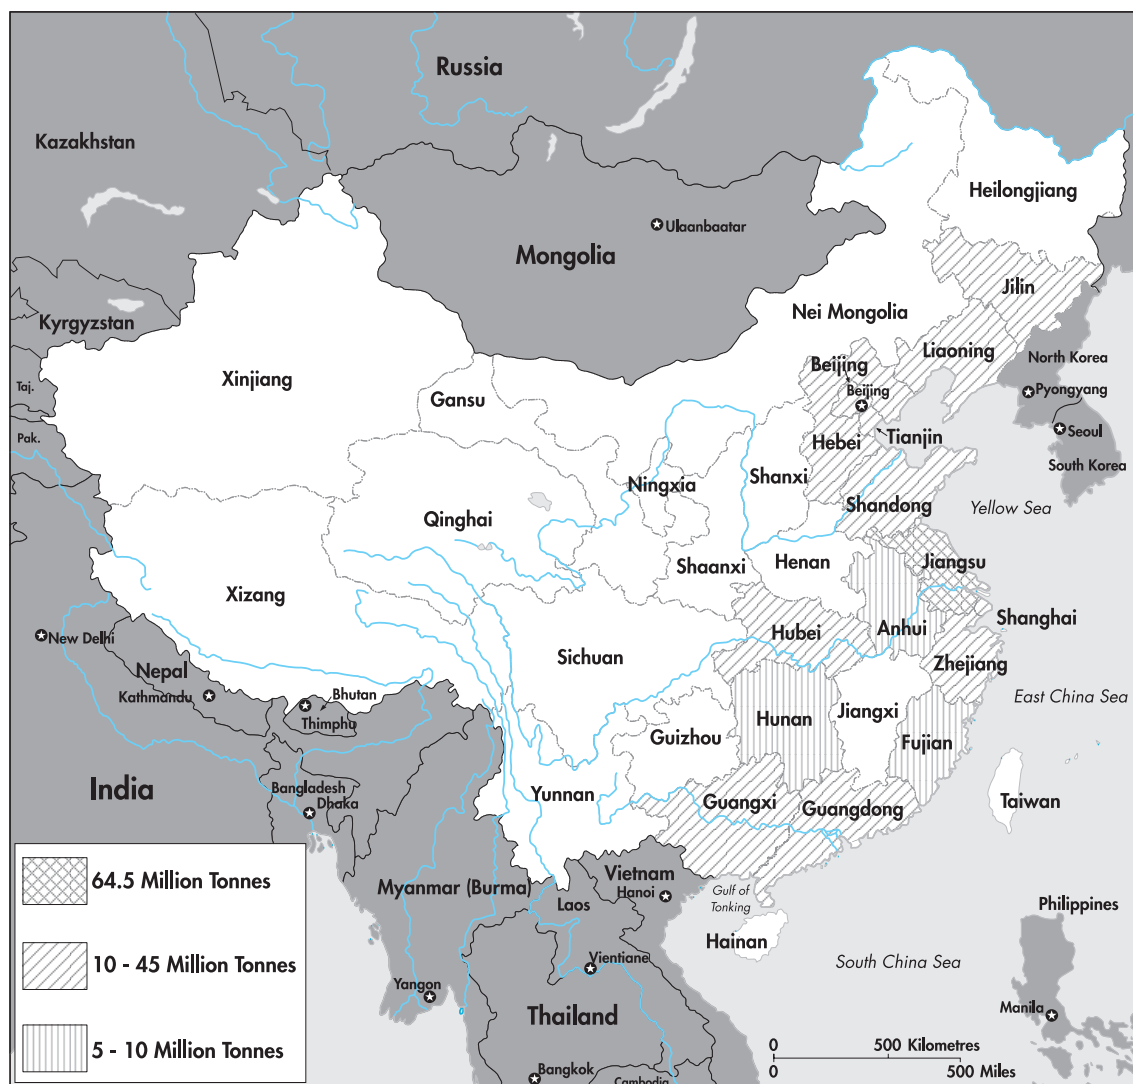 Russia
Kazakhstan
Heilongjiang
Ulaanbaatar
Mongolia
Jilin
Nei Mongolia
Kyrgyzstan
Liaoning
North Korea
Beijing
Xinjiang
Taj.
Beijing
Pyongyang
Gansu
Seoul
Pak.
Hebei
Tianjin
South Korea
Shanxi
Ningxia
Shandong
Yellow Sea
Qinghai
Henan
Jiangsu
Shaanxi
Xizang
Shanghai
New Delhi
Hubei
Anhui
Sichuan
Zhejiang
Nepal
Kathmandu
Bhutan
East China Sea
Thimphu
Hunan
Jiangxi
Guizhou
Fujian
India
Bangladesh
Dhaka
Yunnan
Guangxi
Guangdong
Taiwan
64.5 Million Tonnes
Vietnam
Myanmar (Burma)
Hanoi
Gulf of
Tonking
Laos
Philippines
Hainan
10 - 45 Million Tonnes
Vientiane
South China Sea
Yangon
Manila
Thailand
5 - 10 Million Tonnes
0 500 Kilometres
0 500 Miles
Bangkok
Cambodia